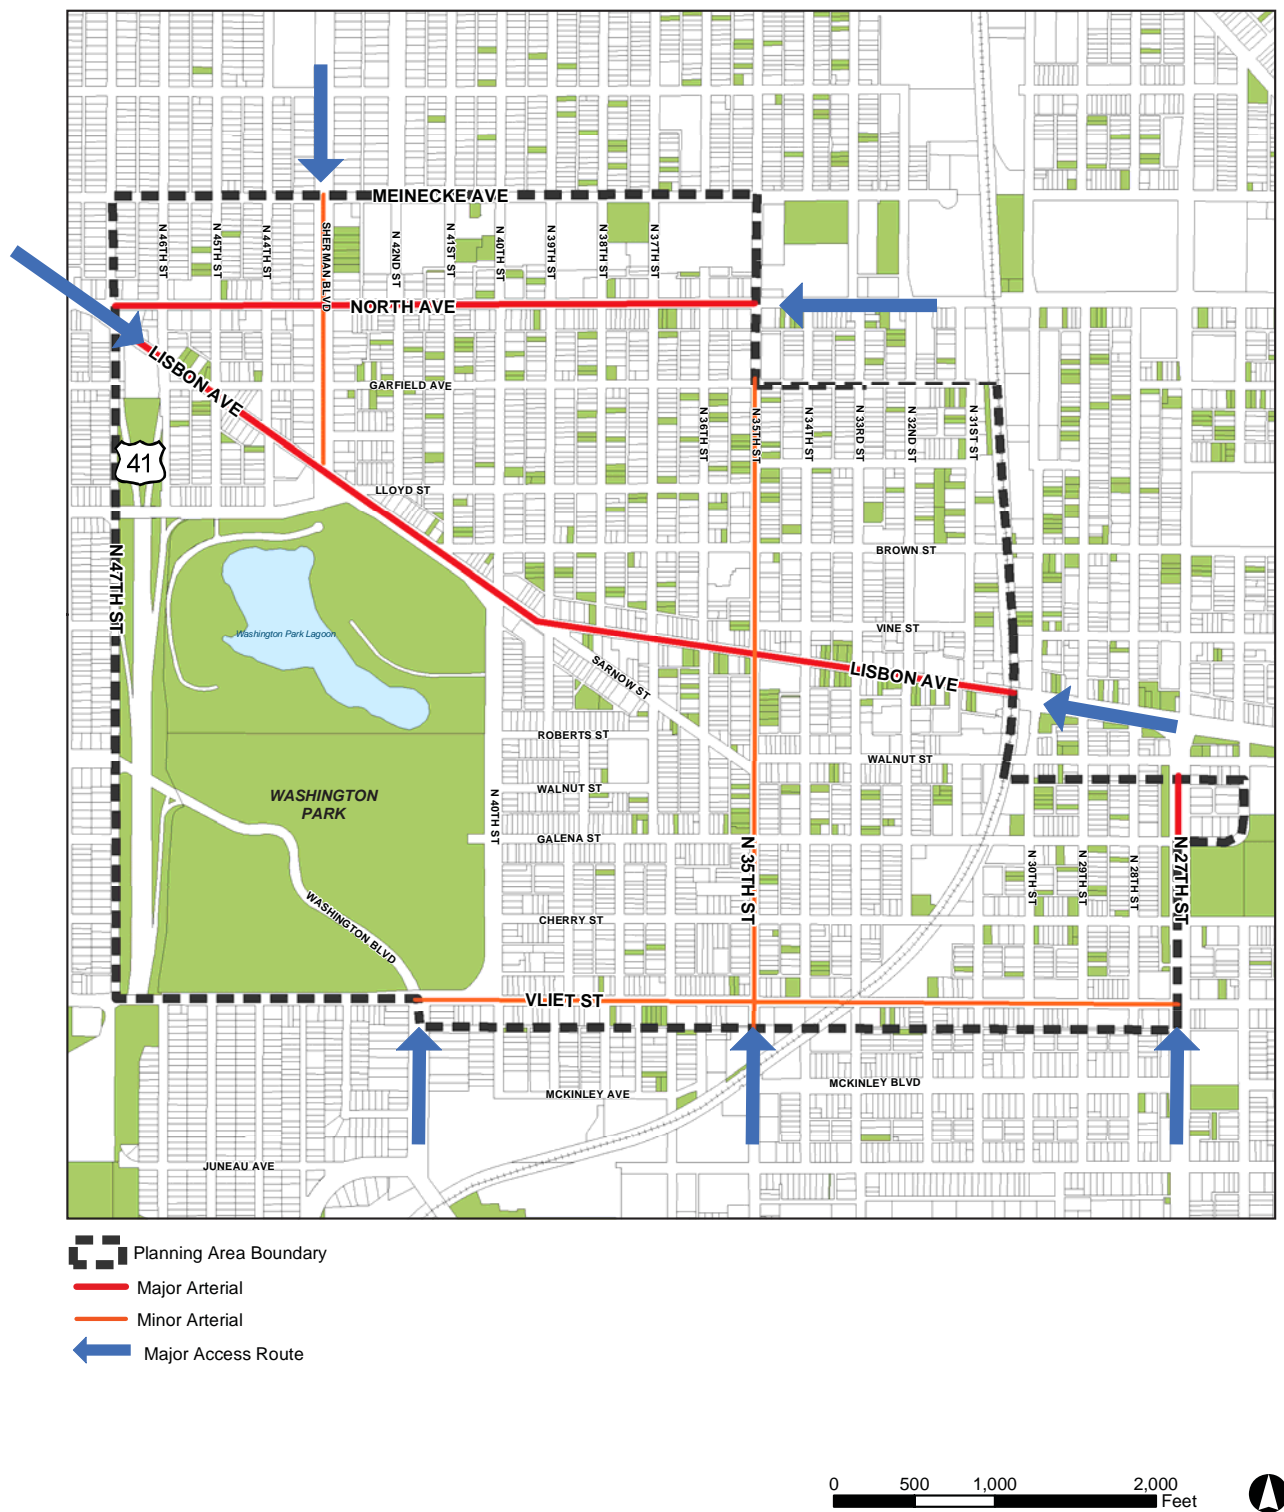 MEINECKE AVE
N 46TH ST
N 45TH ST
N 44TH ST
SHERMAN BLVD
N 42ND ST
N 41ST ST
N 40TH ST
N 39TH ST
N 38TH ST
N 37TH ST
NORTH AVE
LISBON AVE
GARFIELD AVE
N 36TH ST
N 35TH ST
N 34TH ST
N 33RD ST
N 32ND ST
N 31ST ST
41
LLOYD ST
BROWN ST
N 47TH ST
Washington Park Lagoon
VINE ST
SARNOW ST
LISBON AVE
ROBERTS ST
WALNUT ST
WASHINGTON
PARK
WALNUT ST
N 40TH ST
GALENA ST
N 35TH ST
N 30TH ST
N 29TH ST
N 28TH ST
N 27TH ST
WASHINGTON BLVD
CHERRY ST
VLIET ST
MCKINLEY AVE
MCKINLEY BLVD
JUNEAU AVE
Planning Area Boundary
Major Arterial
Minor Arterial
Major Access Route
0 500 1,000 2,000
Feet